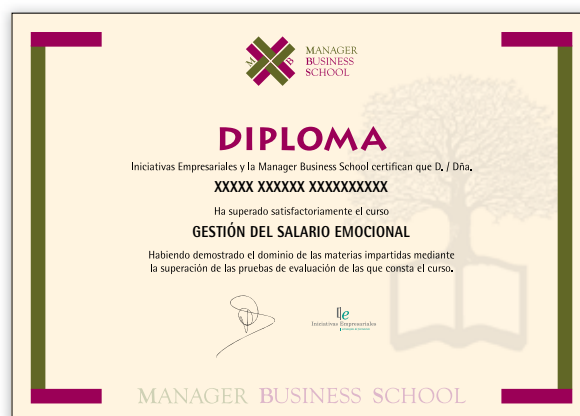 M B
MANAGER
BUSINESS
SCHOOL
DIPLOMA
Iniciativas Empresariales y la Manager Business School certifican que D. / Dña.
XXXXX XXXXXX XXXXXXXXXX
Ha superado satisfactoriamente el curso
GESTIÓN DEL SALARIO EMOCIONAL
Habiendo demostrado el dominio de las materias impartidas mediante
la superación de las pruebas de evaluación de las que consta el curso.
Iniciativas Empresariales
MANAGER BUSINESS SCHOOL